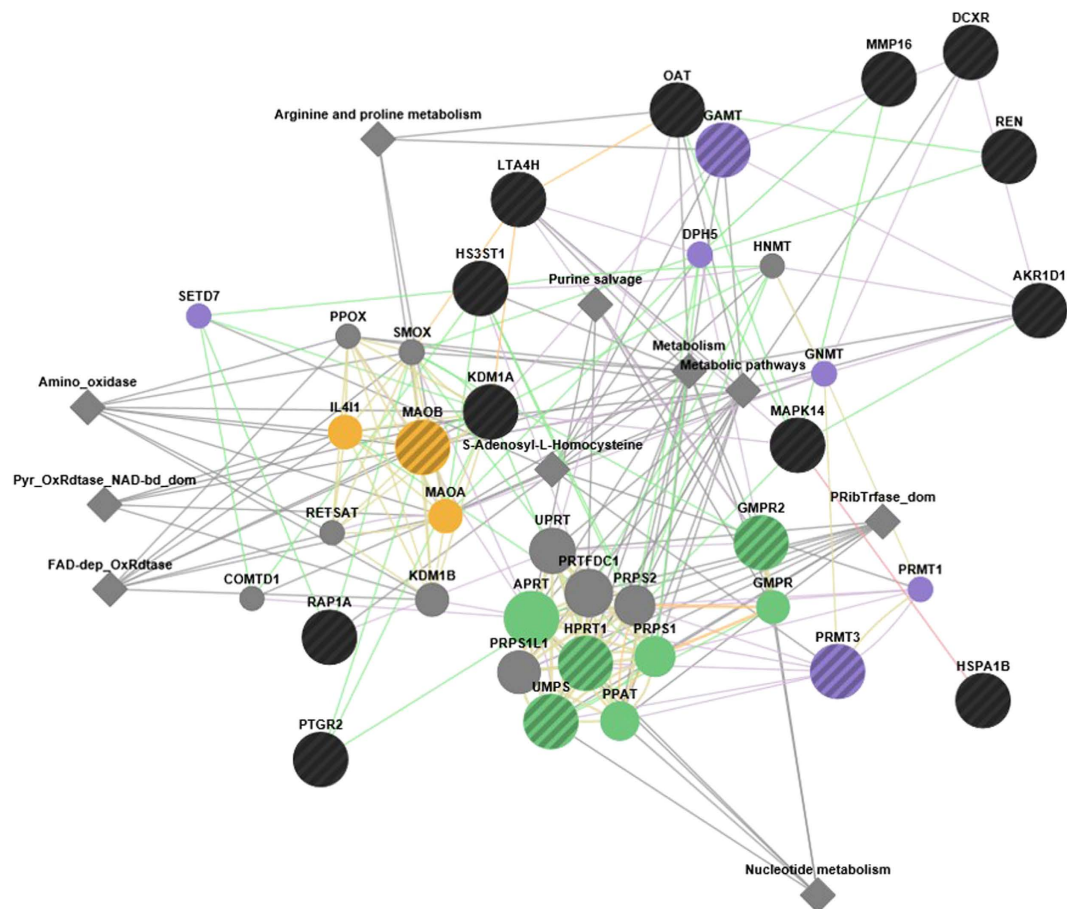 DCXR
MMP16
OAT
Arginine and proline metabolism
GAMT
REN
LTA4H
DPH5
HNMT
HS3ST1
AKR1D1
Purine salvage
SETD7
PPOX
SMOX
Metabolism
GNMT
Metabolic pathways
KDM1A
Amino_oxidase
IL4I1
MAOB
MAPK14
S-Adenosyl-L-Homocysteine
Pyr_OxRdtase_NAD-bd_dom
MAOA
PRibTrfase_dom
RETSAT
GMPR2
UPRT
FAD-dep_OxRdtase
PRTFDC1
COMTD1
KDM1B
APRT
PRPS2
GMPR
PRMT1
RAP1A
HPRT1
PRPS1
PRPS1L1
PRMT3
HSPA1B
UMPS
PPAT
PTGR2
Nucleotide metabolism